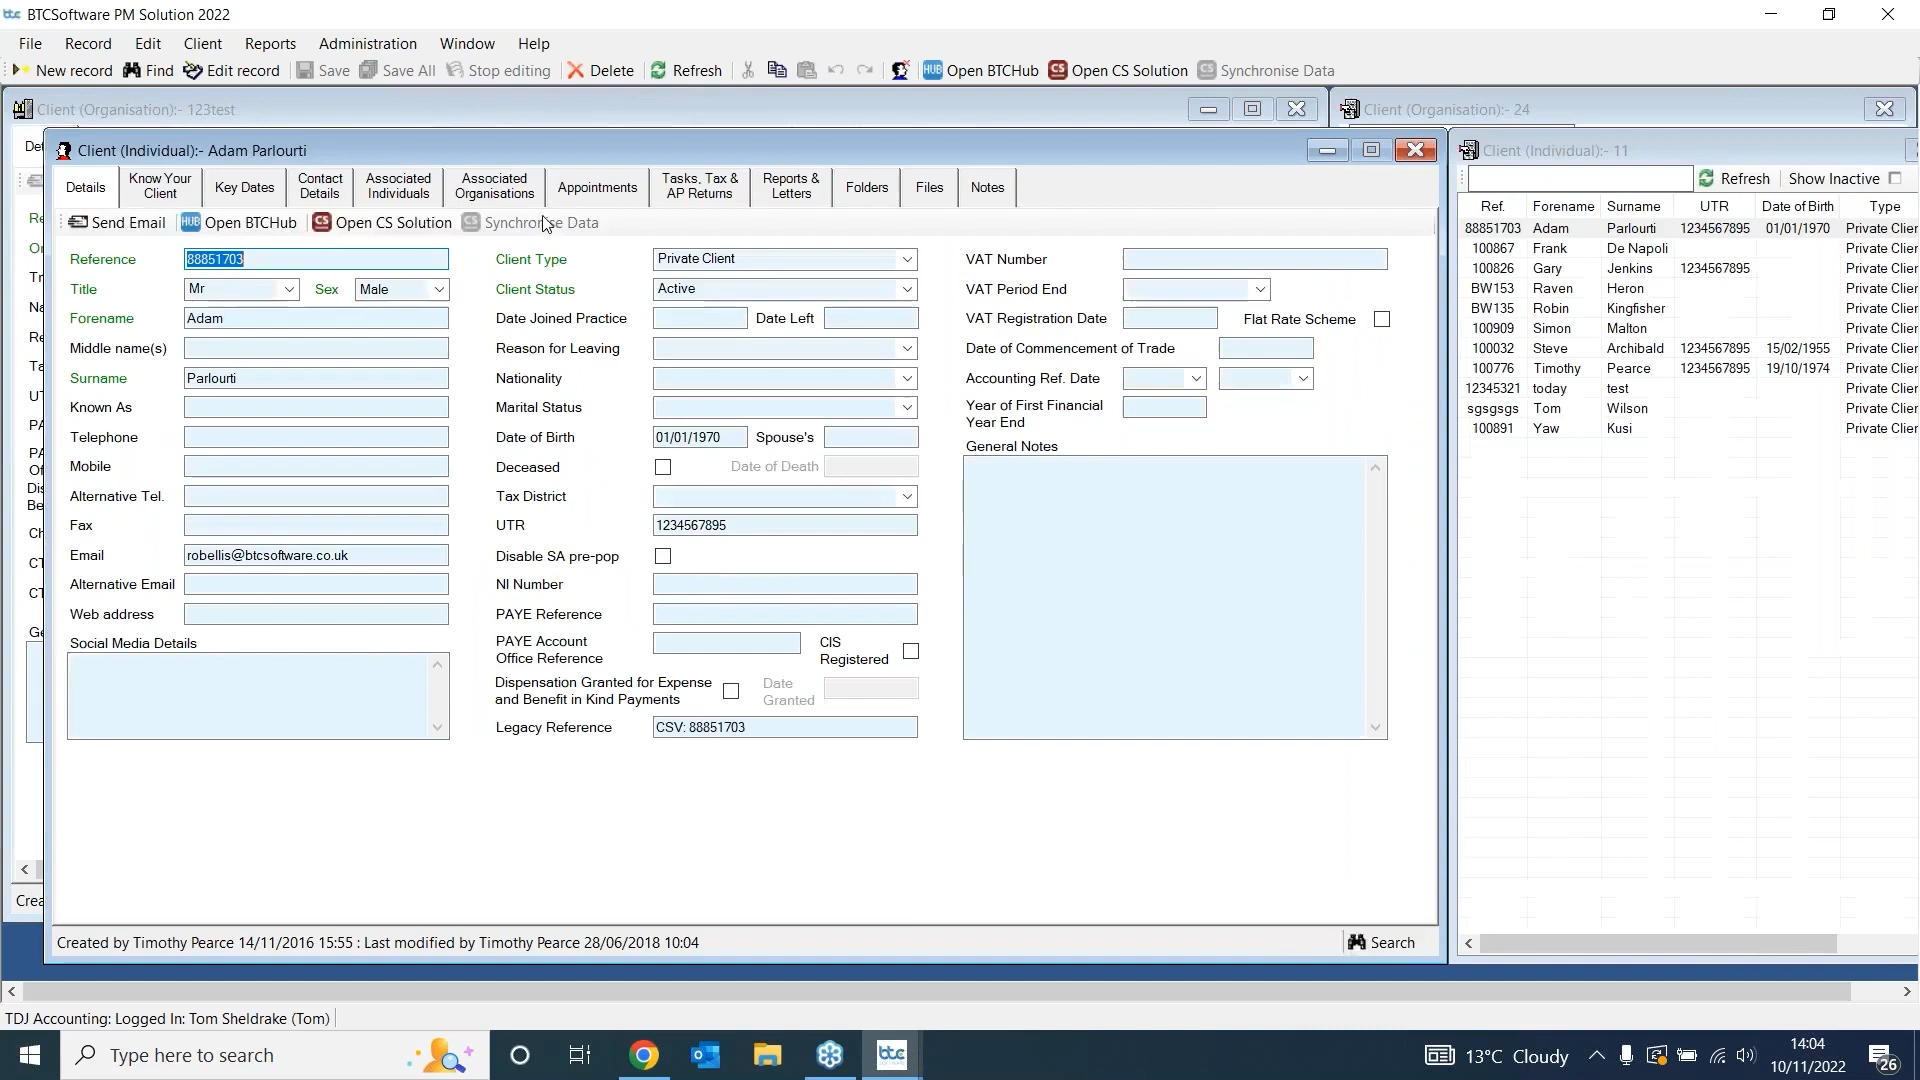 btc BTCSoftware PM Solution 2022
File Record Edit Client Reports Administration Window Help
New record Find Edit record Save Save All Stop editing Delete Refresh HUB Open BTCHub CS Open CS Solution CS Synchronise Data
Client (Organisation):- 123test
Client (Organisation):- 24
Client (Individual):- Adam Parlourti
Client (Individual):- 11
Details
Know Your Client
Key Dates
Contact Details
Associated Individuals
Associated Organisations
Appointments
Tasks, Tax & AP Returns
Reports & Letters
Folders
Files
Notes
Send Email HUB Open BTCHub CS Open CS Solution CS Synchronise Data
Reference 88851703
Title Mr Sex Male
Forename Adam
Middle name(s)
Surname Parlourti
Known As
Telephone
Mobile
Alternative Tel.
Fax
Email robellis@btcsoftware.co.uk
Alternative Email
Web address
Social Media Details
Client Type Private Client
Client Status Active
Date Joined Practice Date Left
Reason for Leaving
Nationality
Marital Status
Date of Birth 01/01/1970 Spouse's
Deceased Date of Death
Tax District
UTR 1234567895
Disable SA pre-pop
NI Number
PAYE Reference
PAYE Account Office Reference
CIS Registered
Dispensation Granted for Expense and Benefit in Kind Payments
Date Granted
Legacy Reference CSV: 88851703
VAT Number
VAT Period End
VAT Registration Date Flat Rate Scheme
Date of Commencement of Trade
Accounting Ref. Date
Year of First Financial Year End
General Notes
Refresh Show Inactive
Ref. Forename Surname UTR Date of Birth Type
88851703 Adam Parlourti 1234567895 01/01/1970 Private Clier
100867 Frank De Napoli Private Clier
100826 Gary Jenkins 1234567895 Private Clier
BW153 Raven Heron Private Clier
BW135 Robin Kingfisher Private Clier
100909 Simon Malton Private Clier
100032 Steve Archibald 1234567895 15/02/1955 Private Clier
100776 Timothy Pearce 1234567895 19/10/1974 Private Clier
12345321 today test Private Clier
sgsgsgs Tom Wilson Private Clier
100891 Yaw Kusi Private Clier
Created by Timothy Pearce 14/11/2016 15:55 : Last modified by Timothy Pearce 28/06/2018 10:04
Search
TDJ Accounting: Logged In: Tom Sheldrake (Tom)
Type here to search
btc
13°C Cloudy
14:04
10/11/2022
26